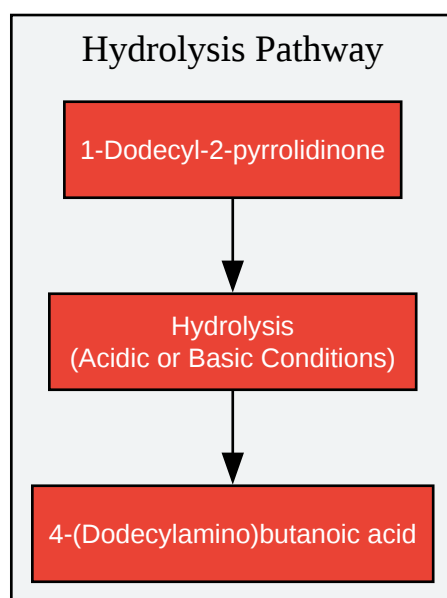 Hydrolysis Pathway
1-Dodecyl-2-pyrrolidinone
Hydrolysis
(Acidic or Basic Conditions)
4-(Dodecylamino)butanoic acid